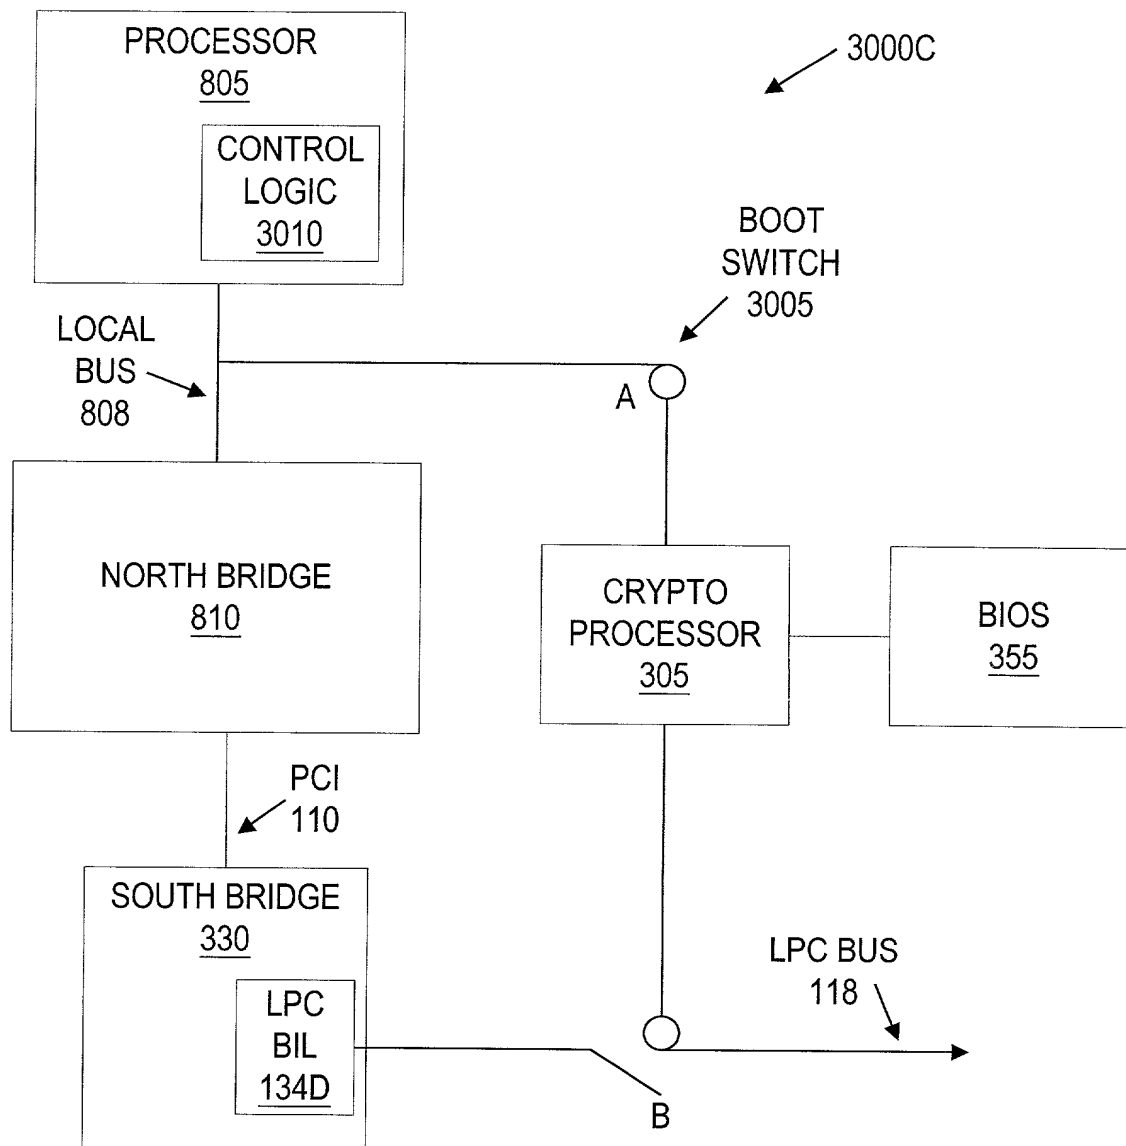 PROCESSOR
805
CONTROL
LOGIC
3010
3000C
BOOT
SWITCH
3005
LOCAL
BUS
808
A
NORTH BRIDGE
810
CRYPTO
PROCESSOR
305
BIOS
355
PCI
110
SOUTH BRIDGE
330
LPC
BIL
134D
LPC BUS
118
B